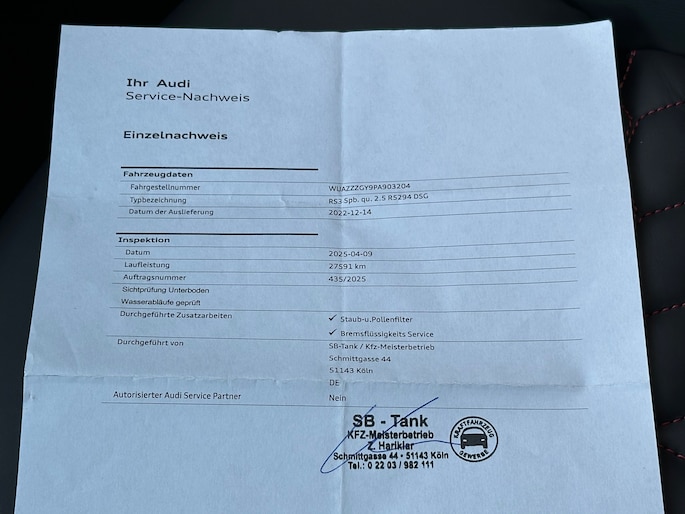 Ihr Audi
Service-Nachweis
Einzelnachweis
Fahrzeugdaten
Fahrgestellnummer WUAZZZGY9PA903204
Typbezeichnung RS3 Spb. qu. 2.5 R5294 DSG
Datum der Auslieferung 2022-12-14
Inspektion
Datum 2025-04-09
Laufleistung 27591 km
Auftragsnummer 435/2025
Sichtprüfung Unterboden
Wasserabläufe geprüft
Durchgeführte Zusatzarbeiten ✓ Staub-u.Pollenfilter
✓ Bremsflüssigkeits Service
Durchgeführt von SB-Tank / Kfz-Meisterbetrieb
Schmittgasse 44
51143 Köln
DE
Autorisierter Audi Service Partner Nein
SB - Tank
KFZ-Meisterbetrieb
Z. Hariklar
Schmittgasse 44 • 51143 Köln
Tel.: 0 22 03 / 982 111
KRAFTFAHRZEUG
GEWERBE